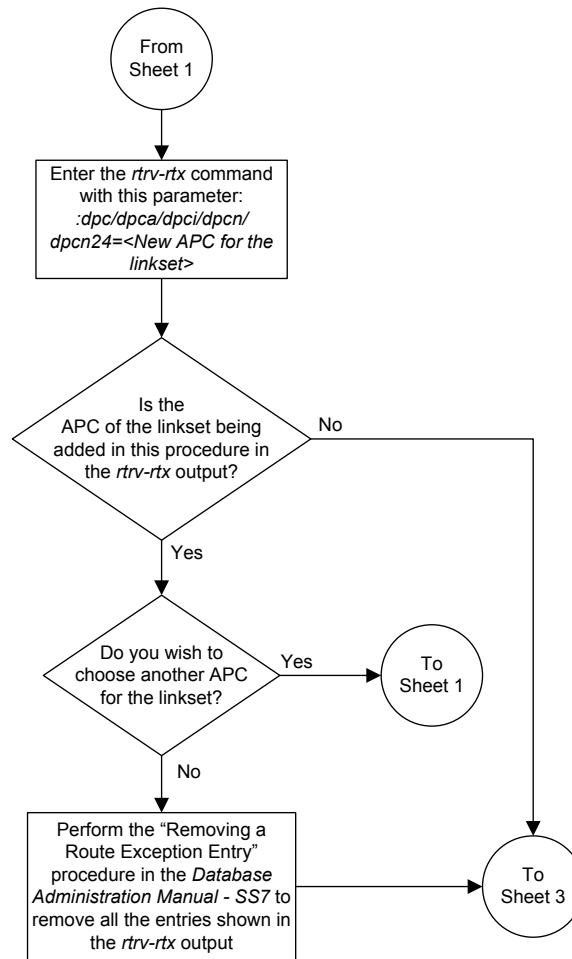 From
Sheet 1
Enter the rtrv-rtx command
with this parameter:
:dpc/dpca/dpci/dpcn/
dpcn24=<New APC for the
linkset>
Is the
APC of the linkset being
added in this procedure in
the rtrv-rtx output?
No
Yes
Do you wish to
choose another APC
for the linkset?
Yes
To
Sheet 1
No
Perform the “Removing a
Route Exception Entry”
procedure in the Database
Administration Manual - SS7 to
remove all the entries shown in
the rtrv-rtx output
To
Sheet 3